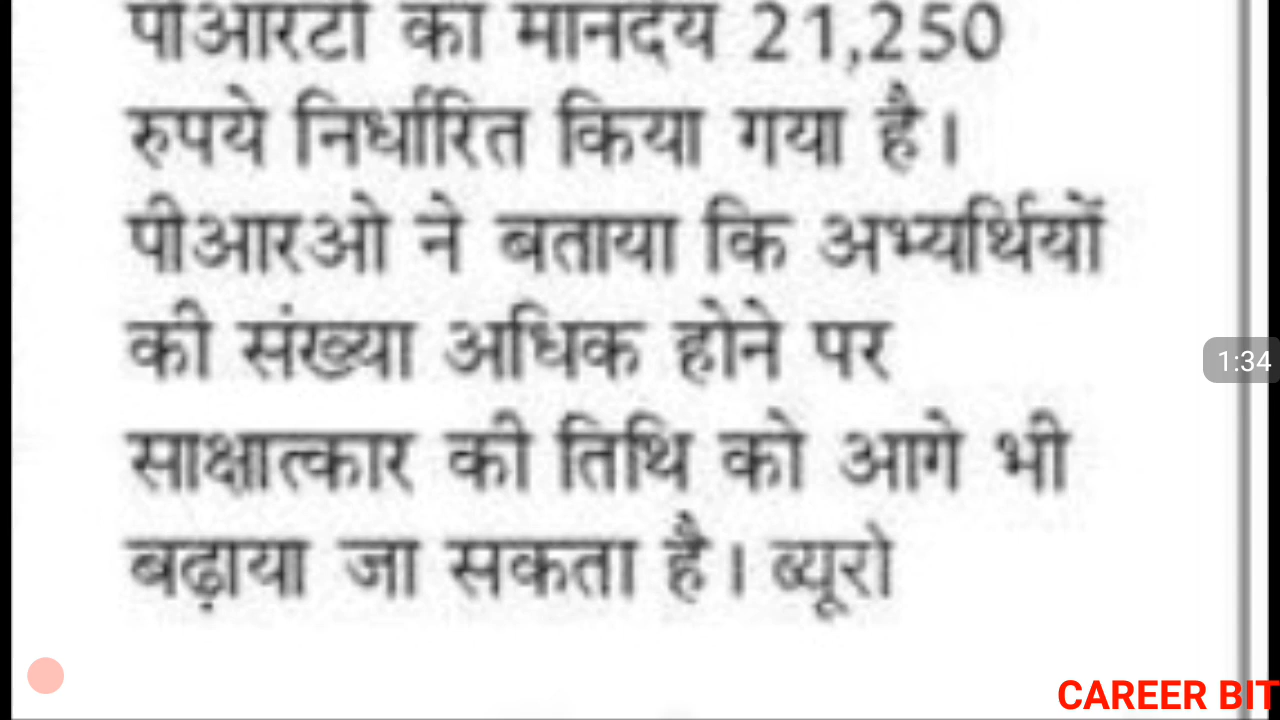 पीआरटी का मानदेय 21,250
रुपये निर्धारित किया गया है।
पीआरओ ने बताया कि अभ्यर्थियों
की संख्या अधिक होने पर
साक्षात्कार की तिथि को आगे भी
बढ़ाया जा सकता है। ब्यूरो
1:34
CAREER BIT